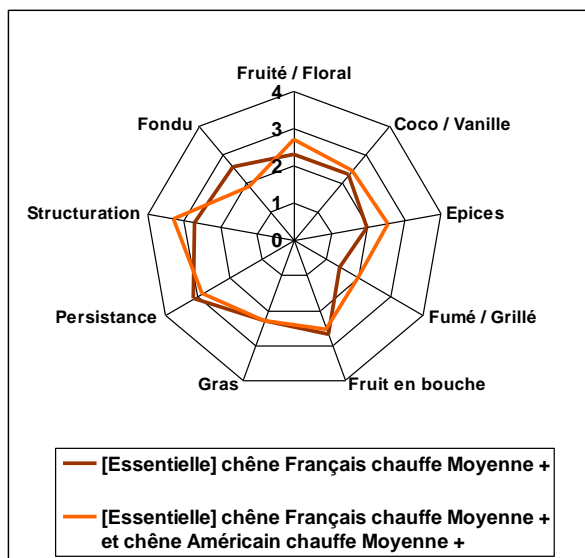 Fruité / Floral
4
Fondu
Coco / Vanille
3
2
Structuration
Epices
1
0
Persistance
Fumé / Grillé
Gras
Fruit en bouche
[Essentielle] chêne Français chauffe Moyenne +
[Essentielle] chêne Français chauffe Moyenne +
et chêne Américain chauffe Moyenne +